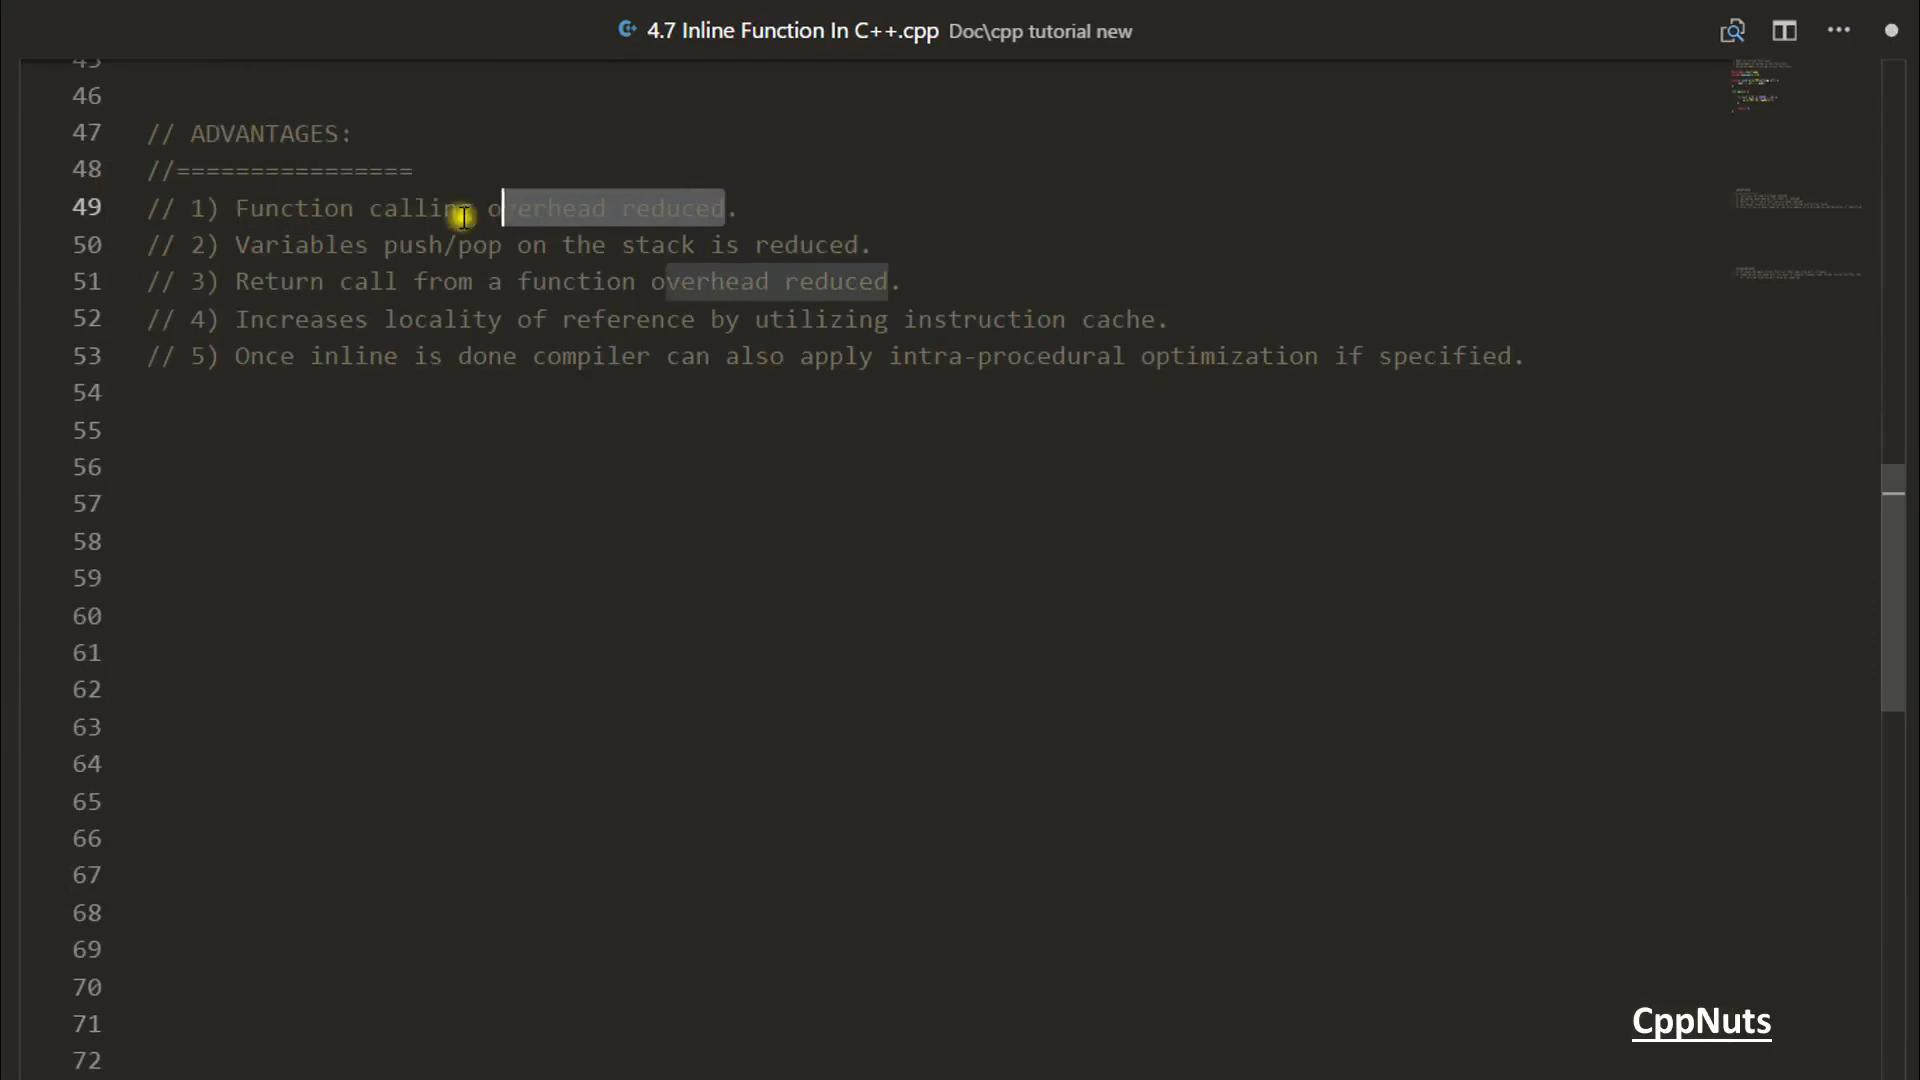 4.7 Inline Function In C++.cpp Doc\cpp tutorial new
45
46
47 // ADVANTAGES:
48 //================
49 // 1) Function calling overhead reduced.
50 // 2) Variables push/pop on the stack is reduced.
51 // 3) Return call from a function overhead reduced.
52 // 4) Increases locality of reference by utilizing instruction cache.
53 // 5) Once inline is done compiler can also apply intra-procedural optimization if specified.
54
55
56
57
58
59
60
61
62
63
64
65
66
67
68
69
70
71
72
CppNuts